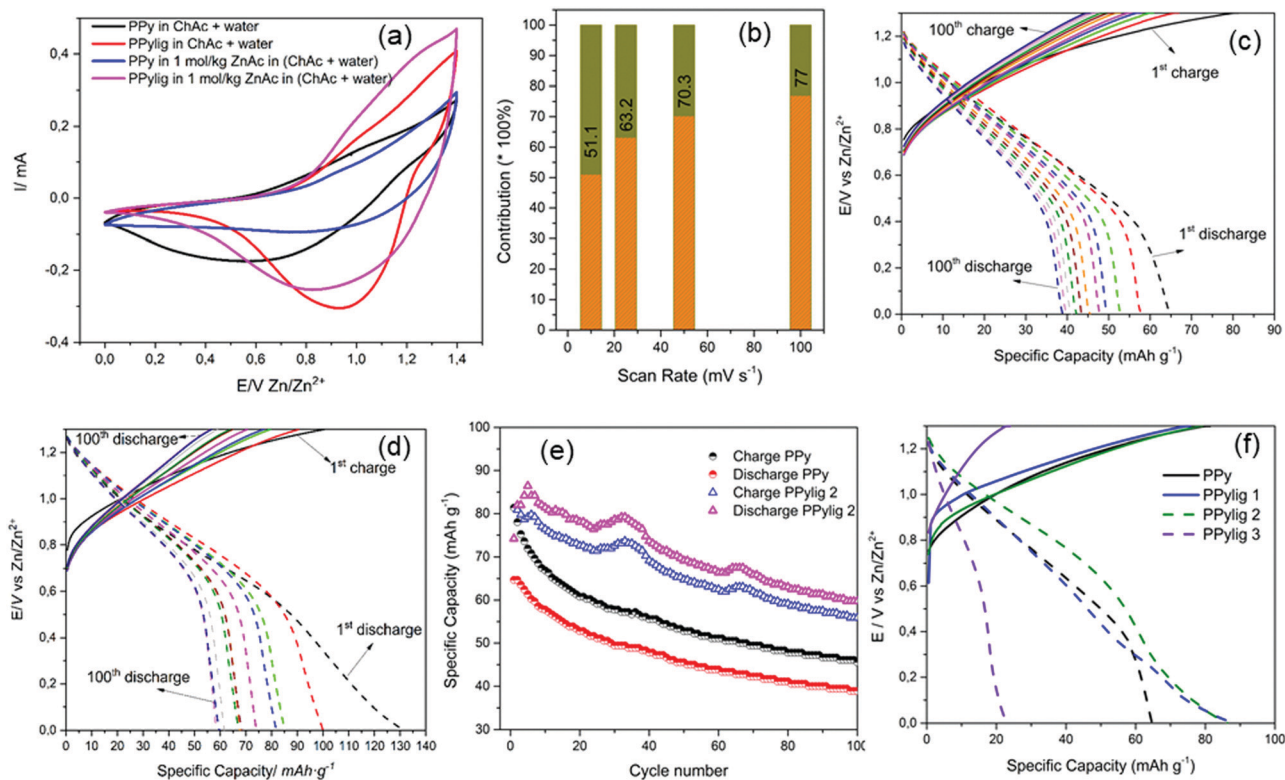 (a)
PPy in ChAc + water
PPylig in ChAc + water
PPy in 1 mol/kg ZnAc in (ChAc + water)
PPylig in 1 mol/kg ZnAc in (ChAc + water)
I/ mA
0,4
0,2
0,0
-0,2
-0,4
0,0 0,2 0,4 0,6 0,8 1,0 1,2 1,4
E/V Zn/Zn²⁺
(b)
Contribution (* 100%)
100
90
80
70
60
50
40
30
20
10
0
51.1
63.2
70.3
77
0 20 40 60 80 100
Scan Rate (mV s⁻¹)
(c)
100th charge
1st charge
1st discharge
100th discharge
E/V vs Zn/Zn²⁺
1,2
1,0
0,8
0,6
0,4
0,2
0,0
0 10 20 30 40 50 60 70 80 90
Specific Capacity (mAh g⁻¹)
(d)
100th discharge
1st charge
1st discharge
100th discharge
E/V vs Zn/Zn²⁺
1,2
1,0
0,8
0,6
0,4
0,2
0,0
0 10 20 30 40 50 60 70 80 90 100 110 120 130 140
Specific Capacity/ mAh·g⁻¹
(e)
Charge PPy
Discharge PPy
Charge PPylig 2
Discharge PPylig 2
Specific Capacity (mAh g⁻¹)
100
90
80
70
60
50
40
30
0 20 40 60 80 100
Cycle number
(f)
PPy
PPylig 1
PPylig 2
PPylig 3
E / V vs Zn/Zn²⁺
1,2
1,0
0,8
0,6
0,4
0,2
0,0
0 20 40 60 80 100
Specific Capacity (mAh g⁻¹)